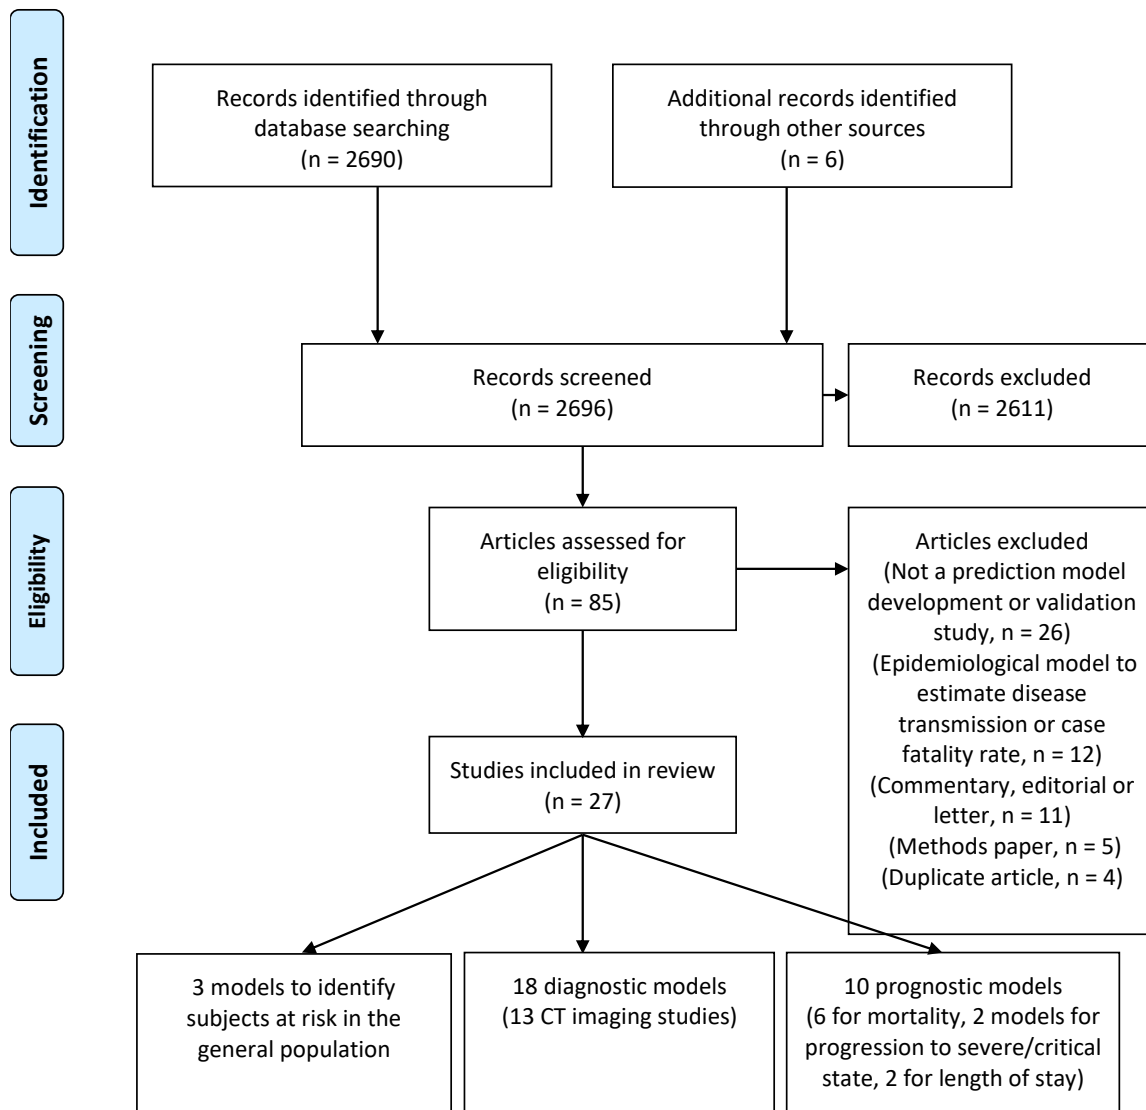 Identification
Records identified through
database searching
(n = 2690)
Additional records identified
through other sources
(n = 6)
Screening
Records screened
(n = 2696)
Records excluded
(n = 2611)
Eligibility
Articles assessed for
eligibility
(n = 85)
Articles excluded
(Not a prediction model
development or validation
study, n = 26)
(Epidemiological model to
estimate disease
transmission or case
fatality rate, n = 12)
(Commentary, editorial or
letter, n = 11)
(Methods paper, n = 5)
(Duplicate article, n = 4)
Included
Studies included in review
(n = 27)
3 models to identify
subjects at risk in the
general population
18 diagnostic models
(13 CT imaging studies)
10 prognostic models
(6 for mortality, 2 models for
progression to severe/critical
state, 2 for length of stay)